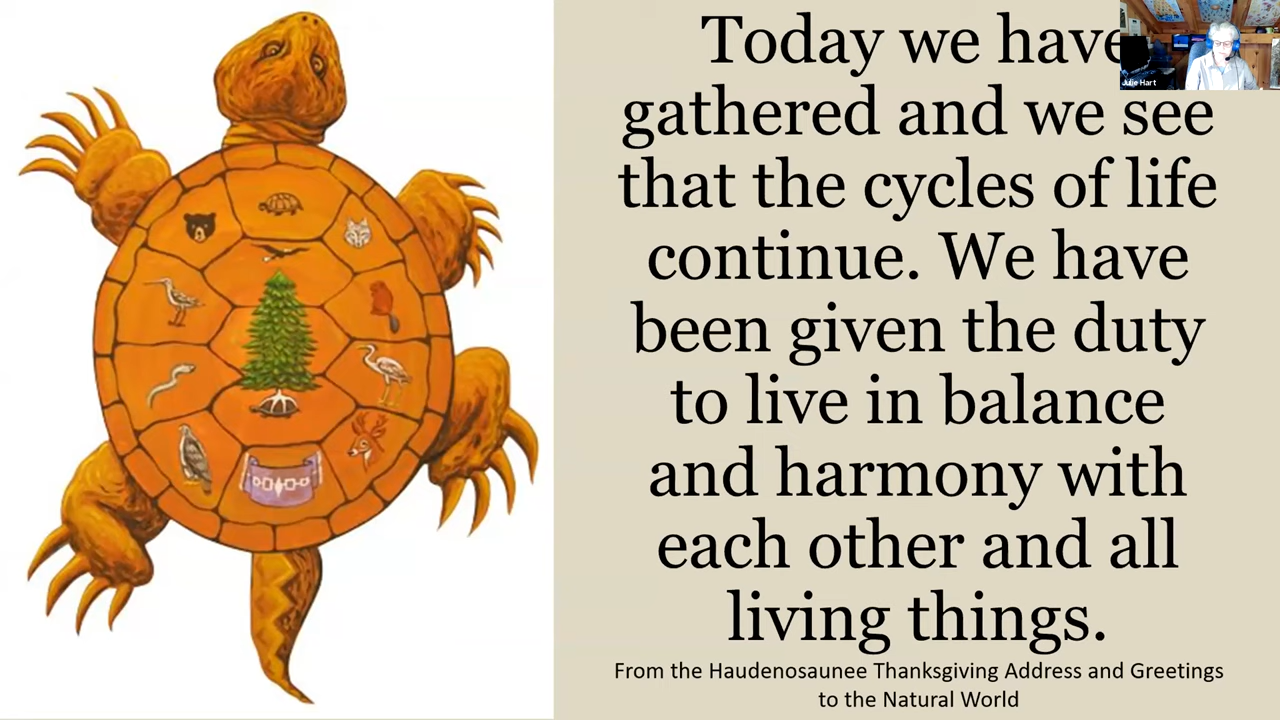 Today we have
gathered and we see
that the cycles of life
continue. We have
been given the duty
to live in balance
and harmony with
each other and all
living things.
From the Haudenosaunee Thanksgiving Address and Greetings
to the Natural World
Julie Hart